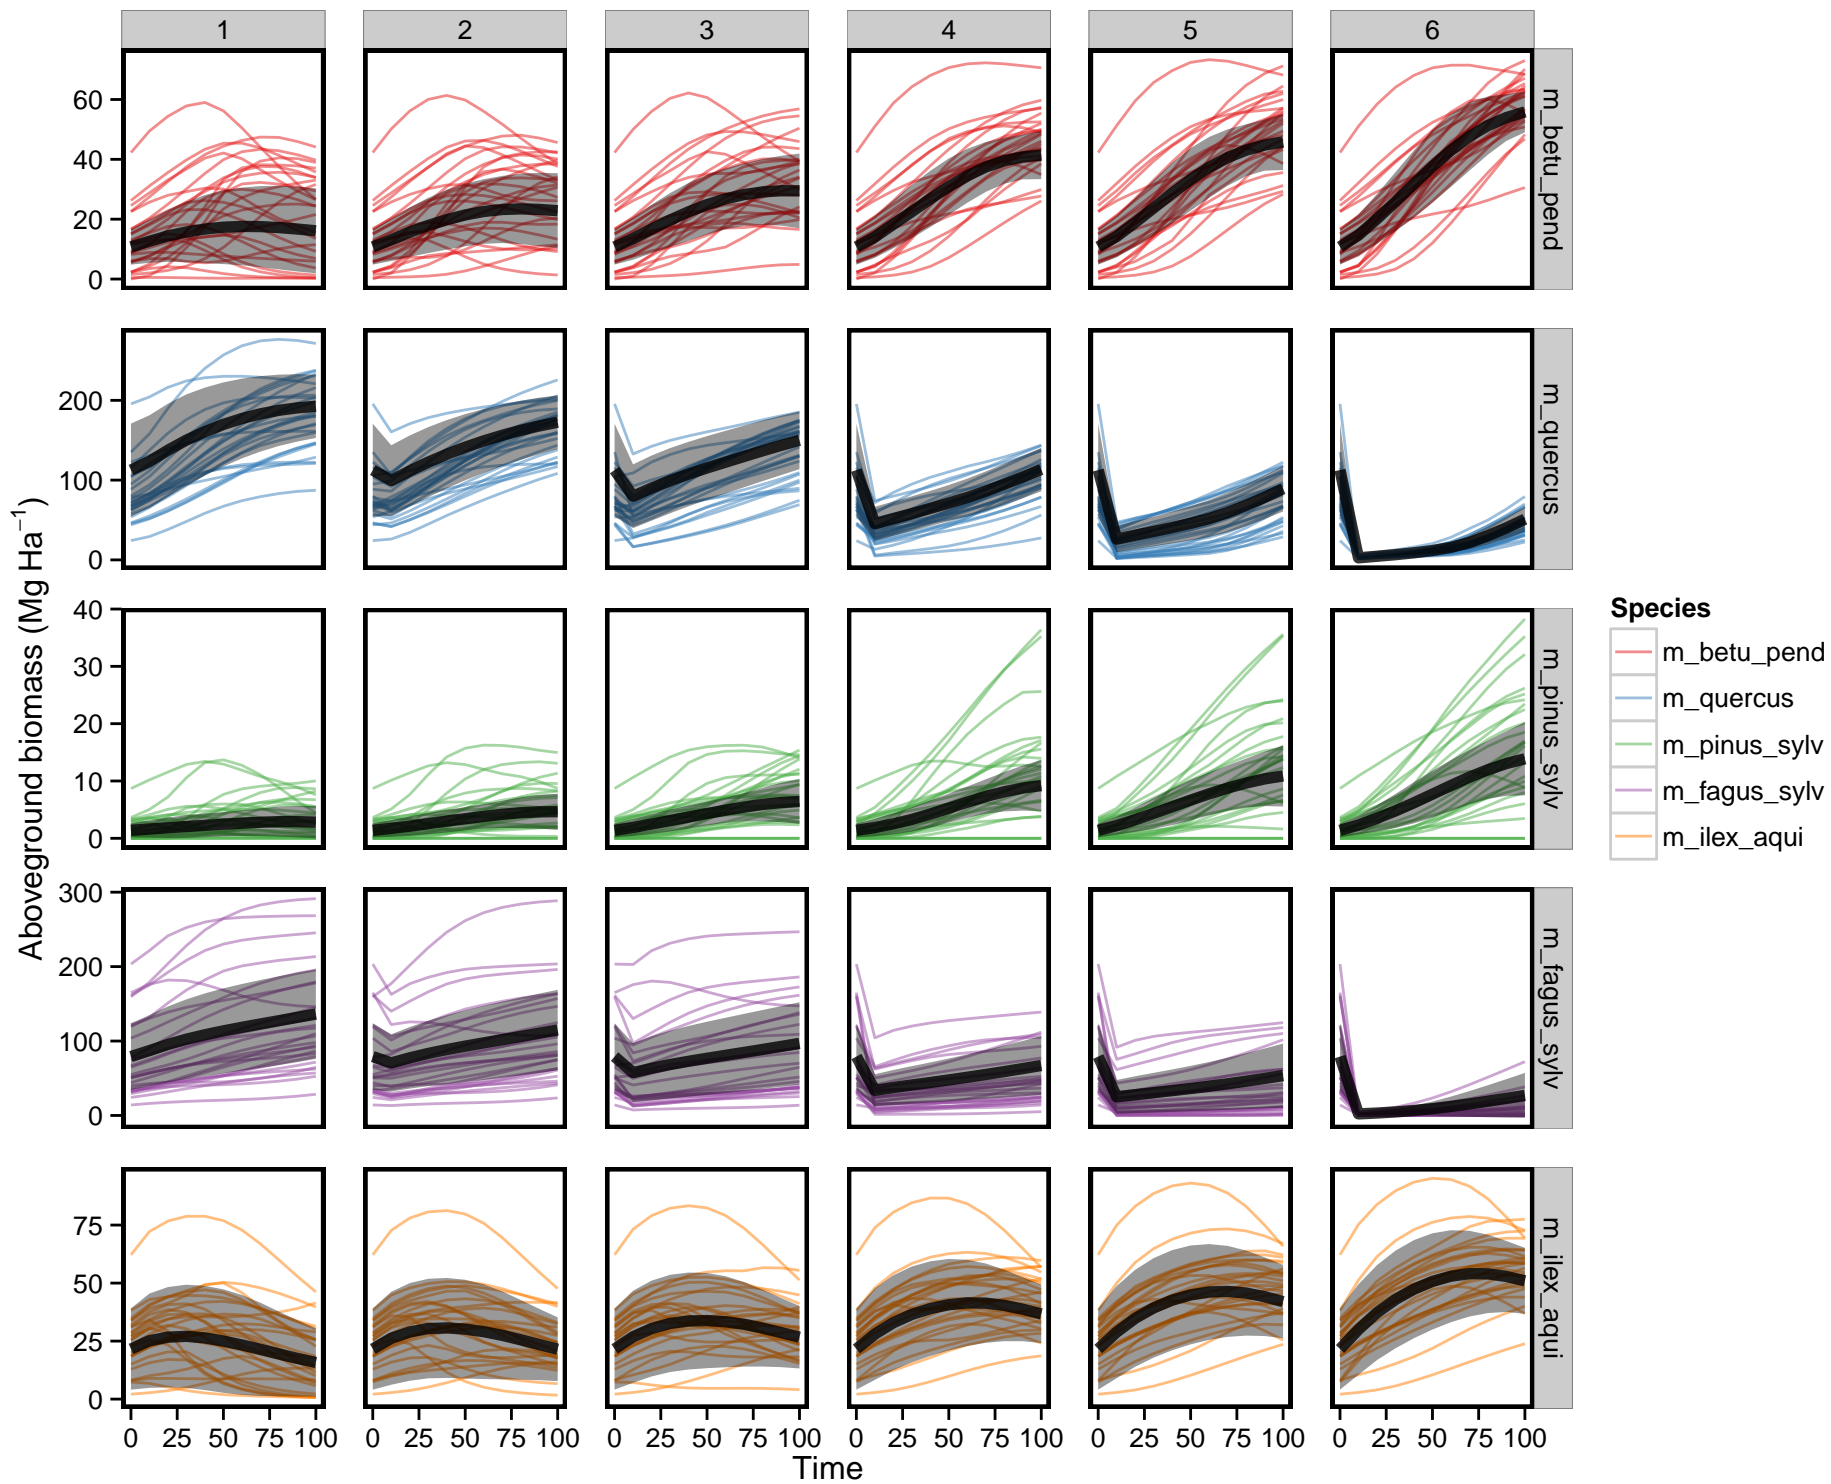 1 2 3 4 5 6
60
40
20
0
m_betu_pend
200
100
0
m_quercus
40
30
20
10
0
m_pinus_sylv
300
200
100
0
m_fagus_sylv
75
50
25
0
m_ilex_aqui
0 25 50 75 100 0 25 50 75 100 0 25 50 75 100 0 25 50 75 100 0 25 50 75 100 0 25 50 75 100
Time
Aboveground biomass (Mg Ha⁻¹)
Species
m_betu_pend
m_quercus
m_pinus_sylv
m_fagus_sylv
m_ilex_aqui